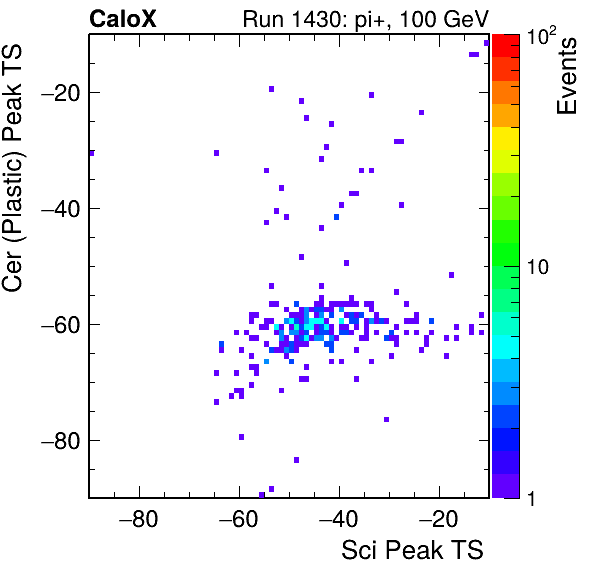 CaloX Run 1430: pi+, 100 GeV
Cer (Plastic) Peak TS
−20
−40
−60
−80
−80 −60 −40 −20
Sci Peak TS
10²
10
1
Events